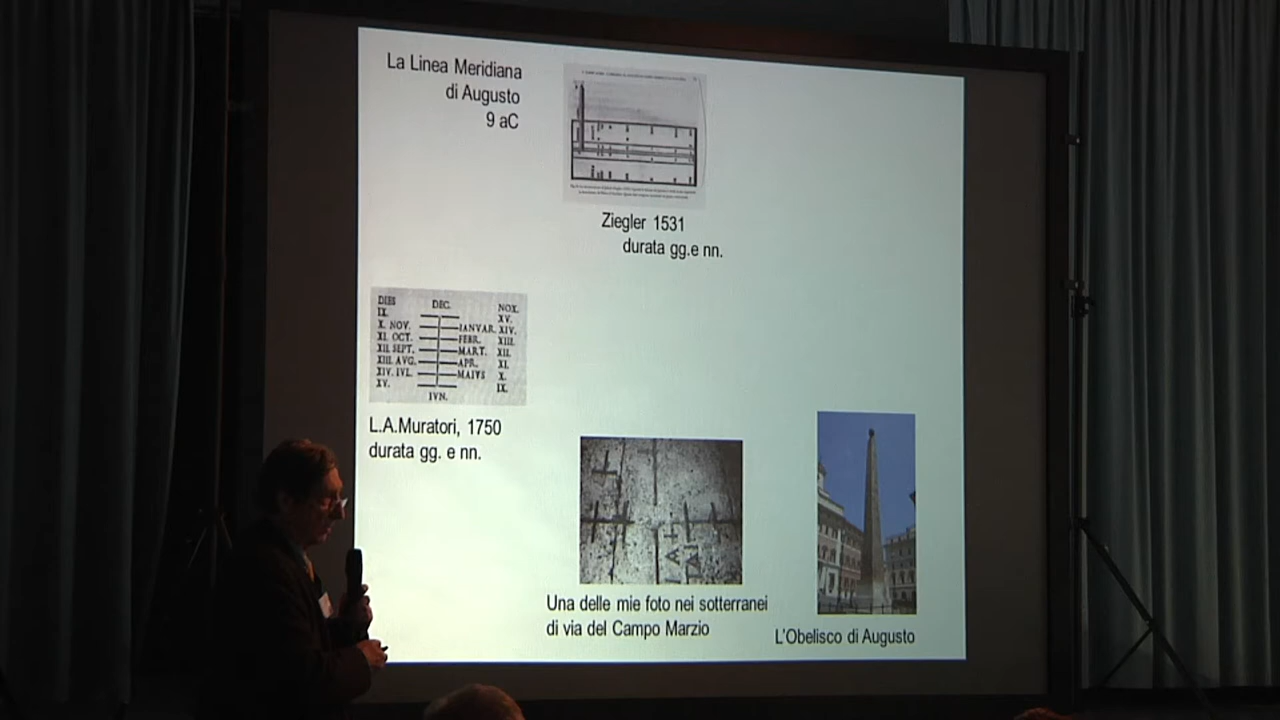 La Linea Meridiana
di Augusto
9 aC
Ziegler 1531
durata gg.e nn.
DIES DEC. NOX.
IX. XV.
X. NOV. IANVAR. XIV.
XI. OCT. FEBR. XIII.
XII. SEPT. MART. XII.
XIII. AVG. APR. XI.
XIV. IVL. MAIVS X.
XV. IX.
IVN.
L.A.Muratori, 1750
durata gg. e nn.
Una delle mie foto nei sotterranei
di via del Campo Marzio
L'Obelisco di Augusto